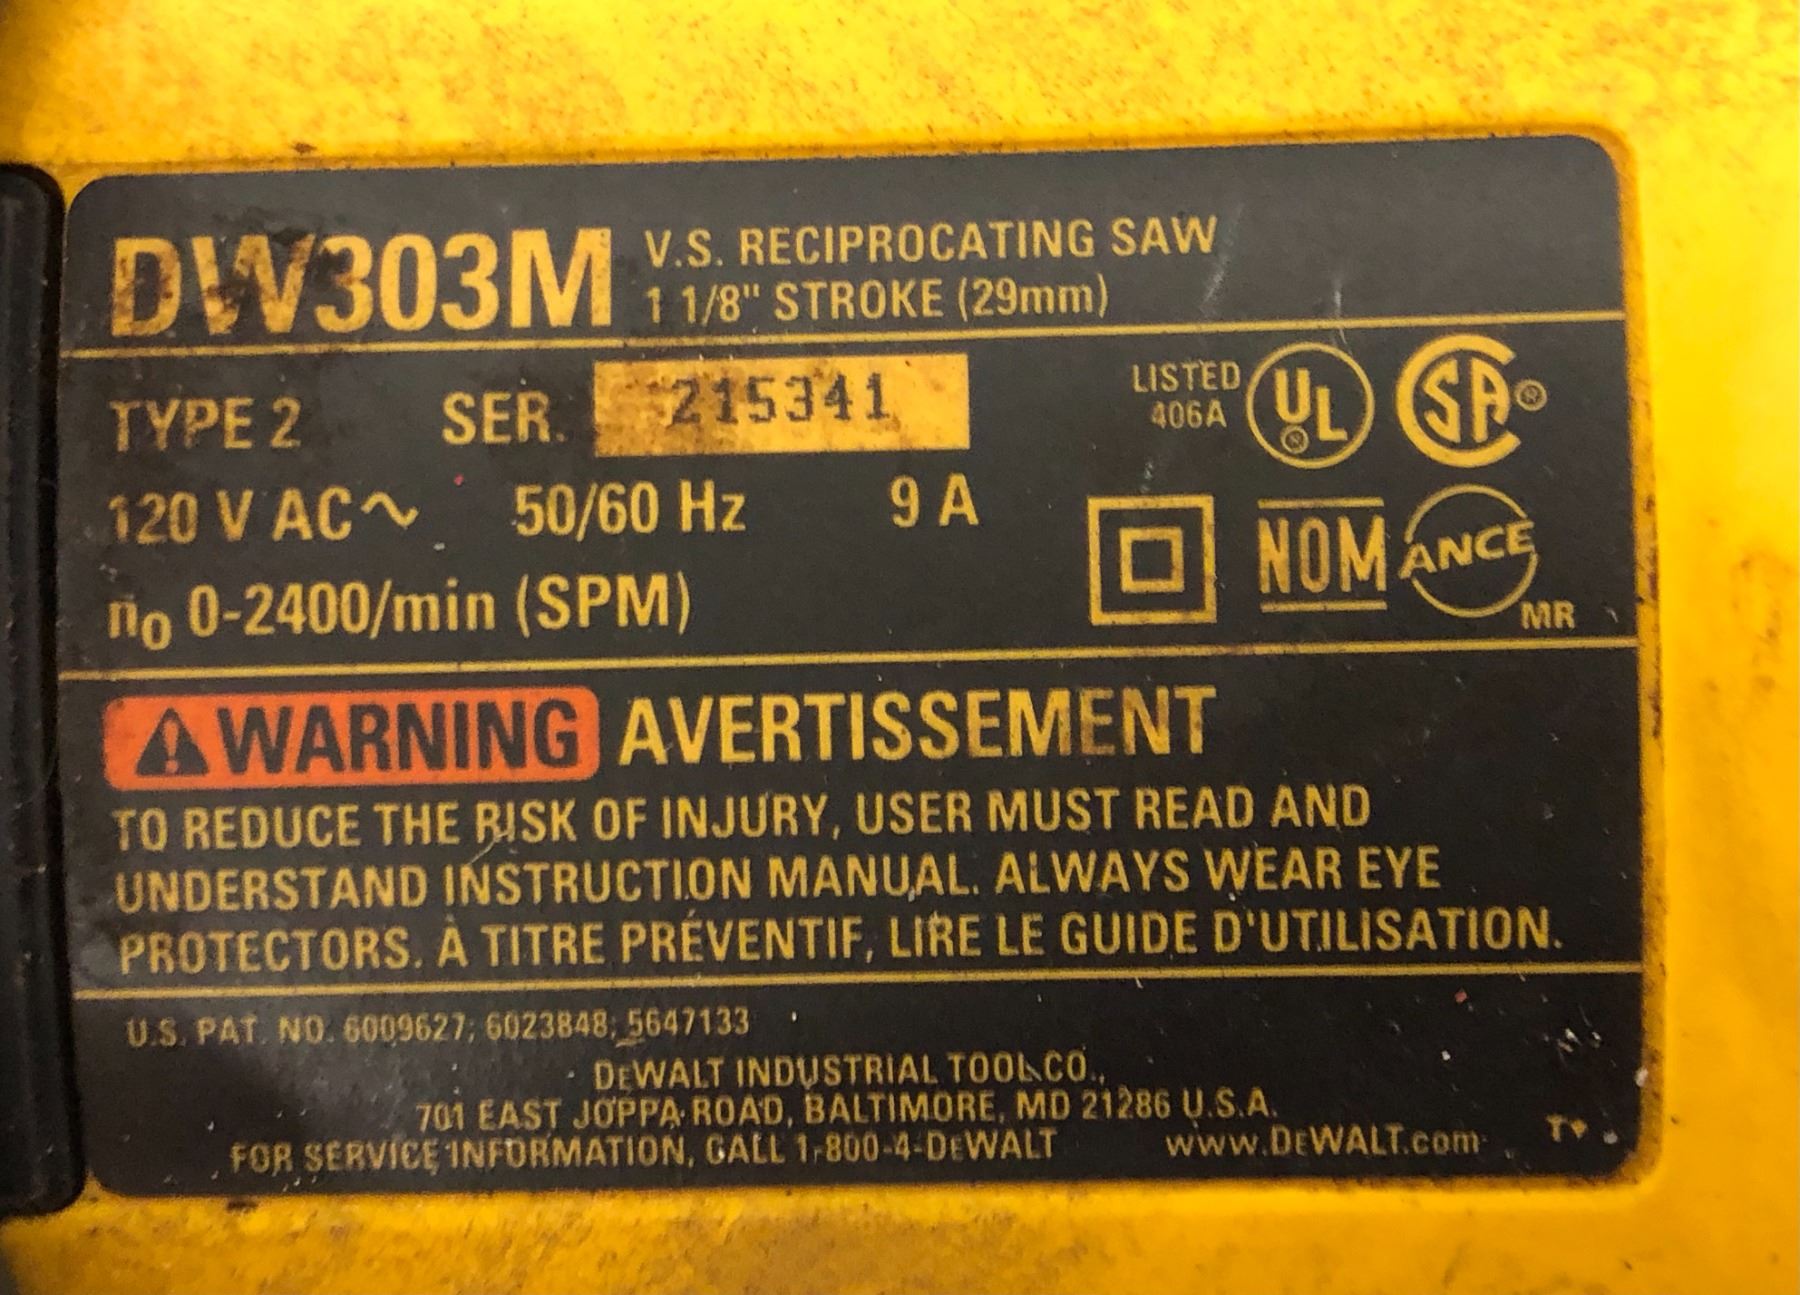 DW303M V.S. RECIPROCATING SAW
1 1/8" STROKE (29mm)
TYPE 2 SER. 215341
LISTED
406A
UL ® SA ®
120 V AC~ 50/60 Hz 9 A
NOM ANCE
MR
no 0-2400/min (SPM)
WARNING AVERTISSEMENT
TO REDUCE THE RISK OF INJURY, USER MUST READ AND
UNDERSTAND INSTRUCTION MANUAL. ALWAYS WEAR EYE
PROTECTORS. À TITRE PRÉVENTIF, LIRE LE GUIDE D'UTILISATION.
U.S. PAT. NO. 6009627; 6023848; 5647133
DEWALT INDUSTRIAL TOOL CO.,
701 EAST JOPPA ROAD, BALTIMORE, MD 21286 U.S.A.
FOR SERVICE INFORMATION, CALL 1-800-4-DEWALT www.DEWALT.com